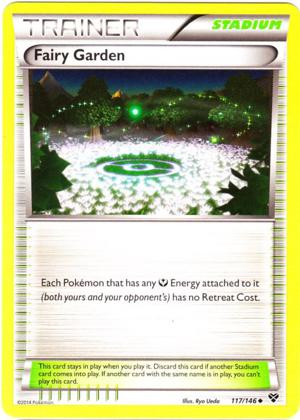 TRAINER
STADIUM
Fairy Garden
Each Pokémon that has any Energy attached to it
(both yours and your opponent's) has no Retreat Cost.
This card stays in play when you play it. Discard this card if another Stadium
card comes into play. If another card with the same name is in play, you can't
play this card.
©2014 Pokémon
Illus. Ryo Ueda
117/146
XY